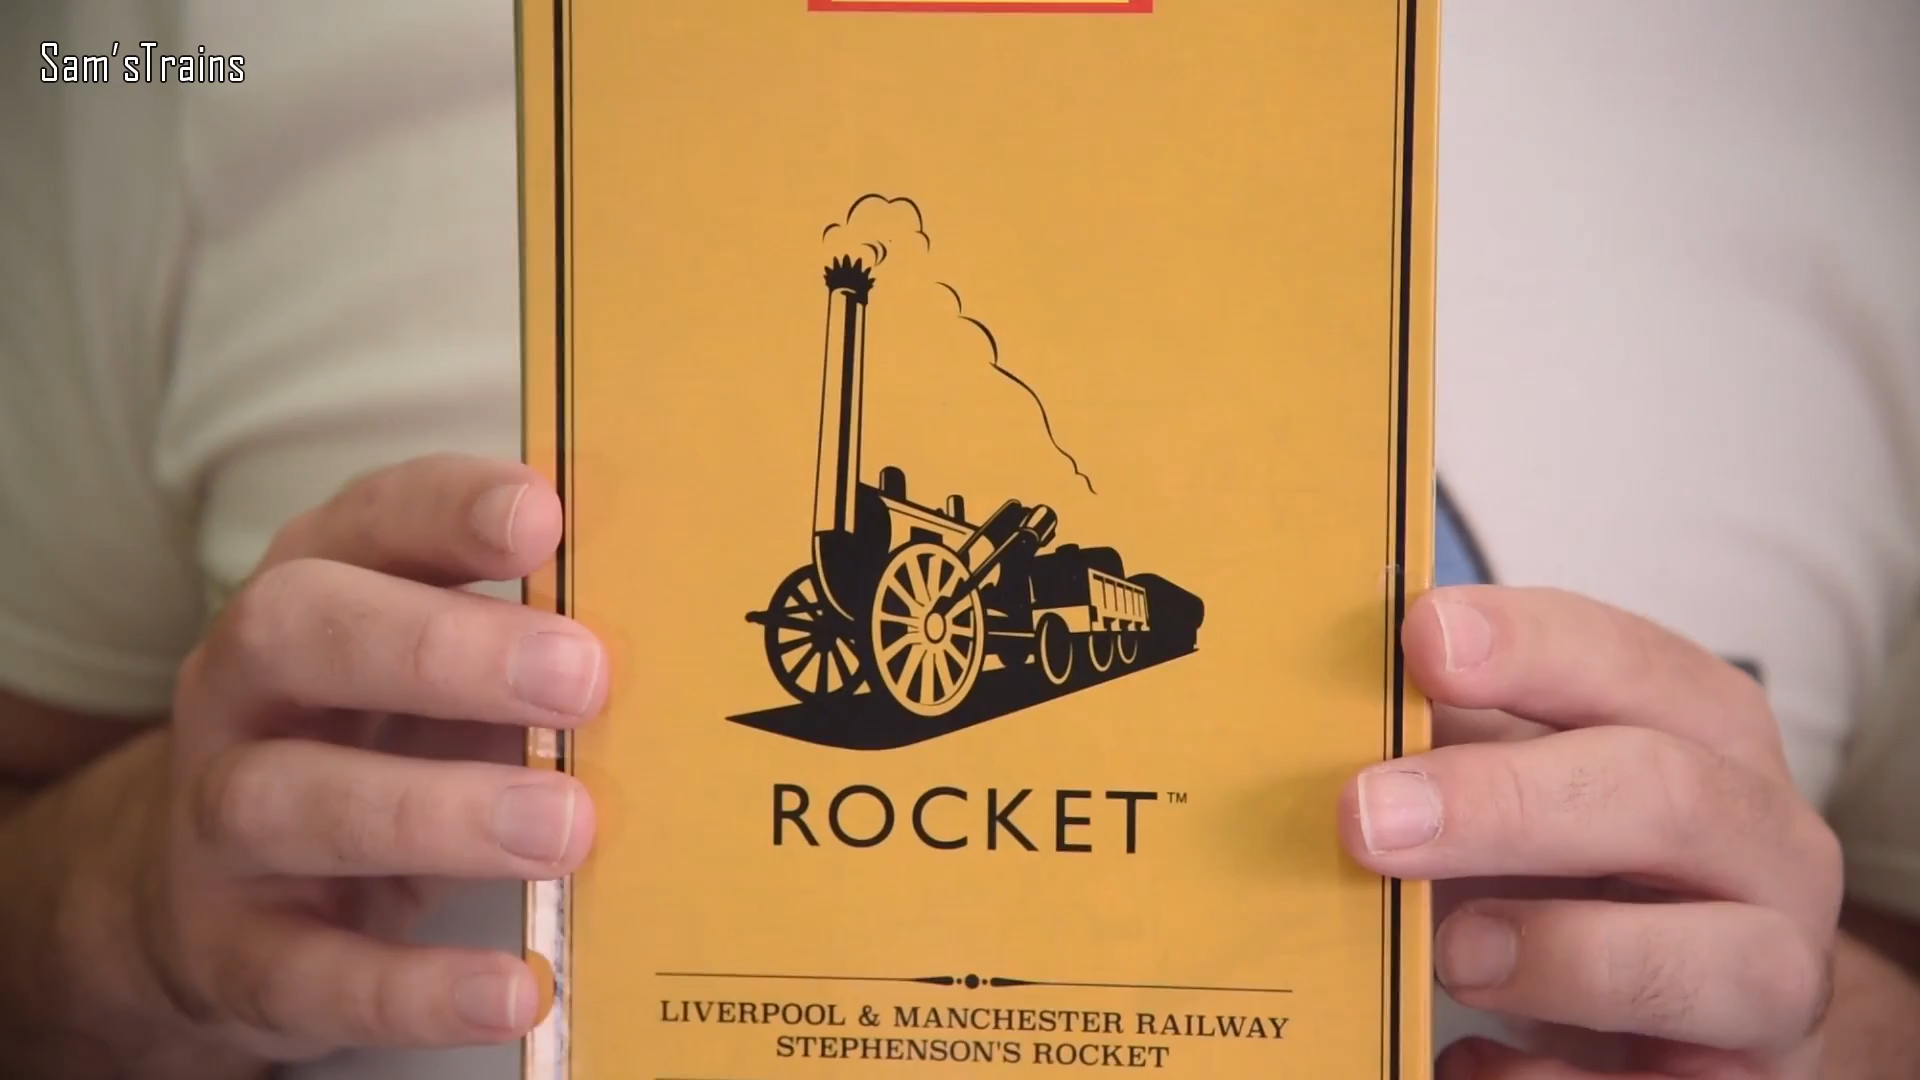 Sam'sTrains
ROCKET™
LIVERPOOL & MANCHESTER RAILWAY
STEPHENSON'S ROCKET